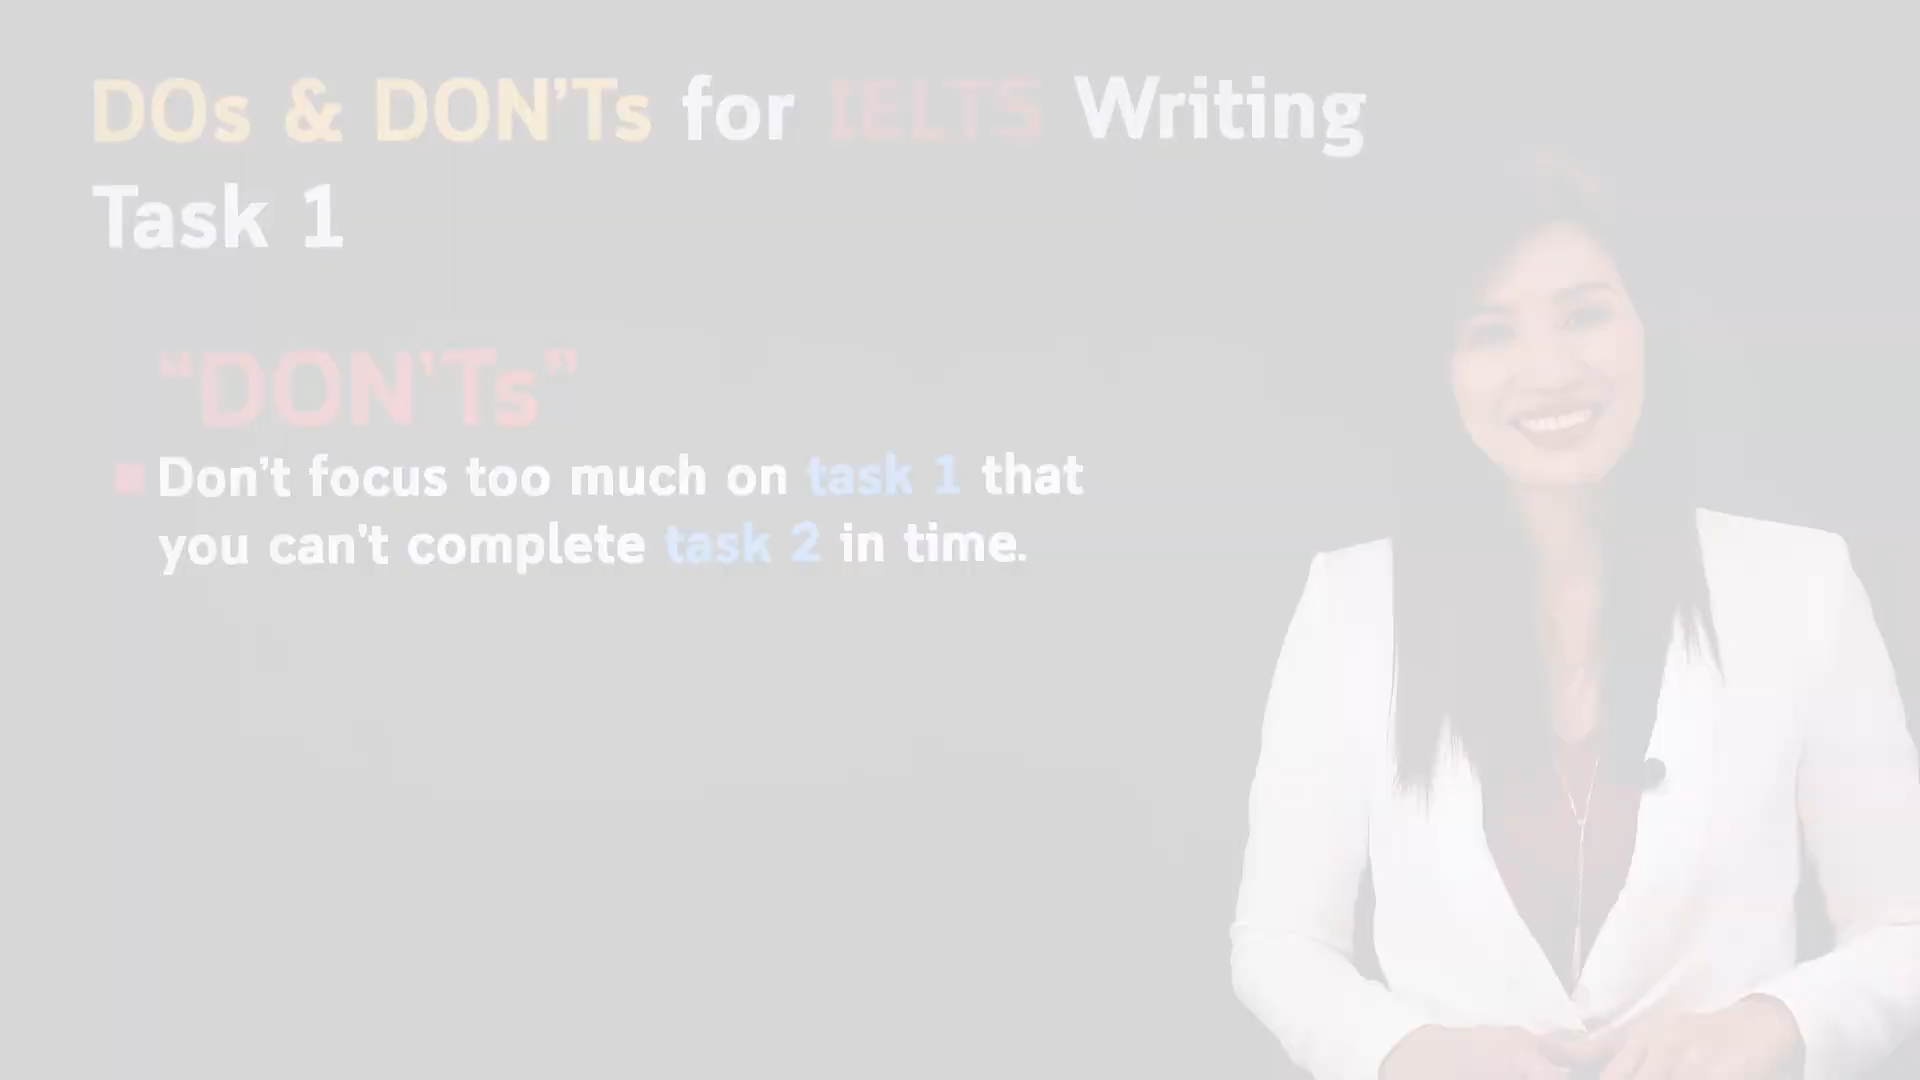 DOs & DON'Ts for IELTS Writing
Task 1
“DON'Ts”
Don't focus too much on task 1 that
you can't complete task 2 in time.